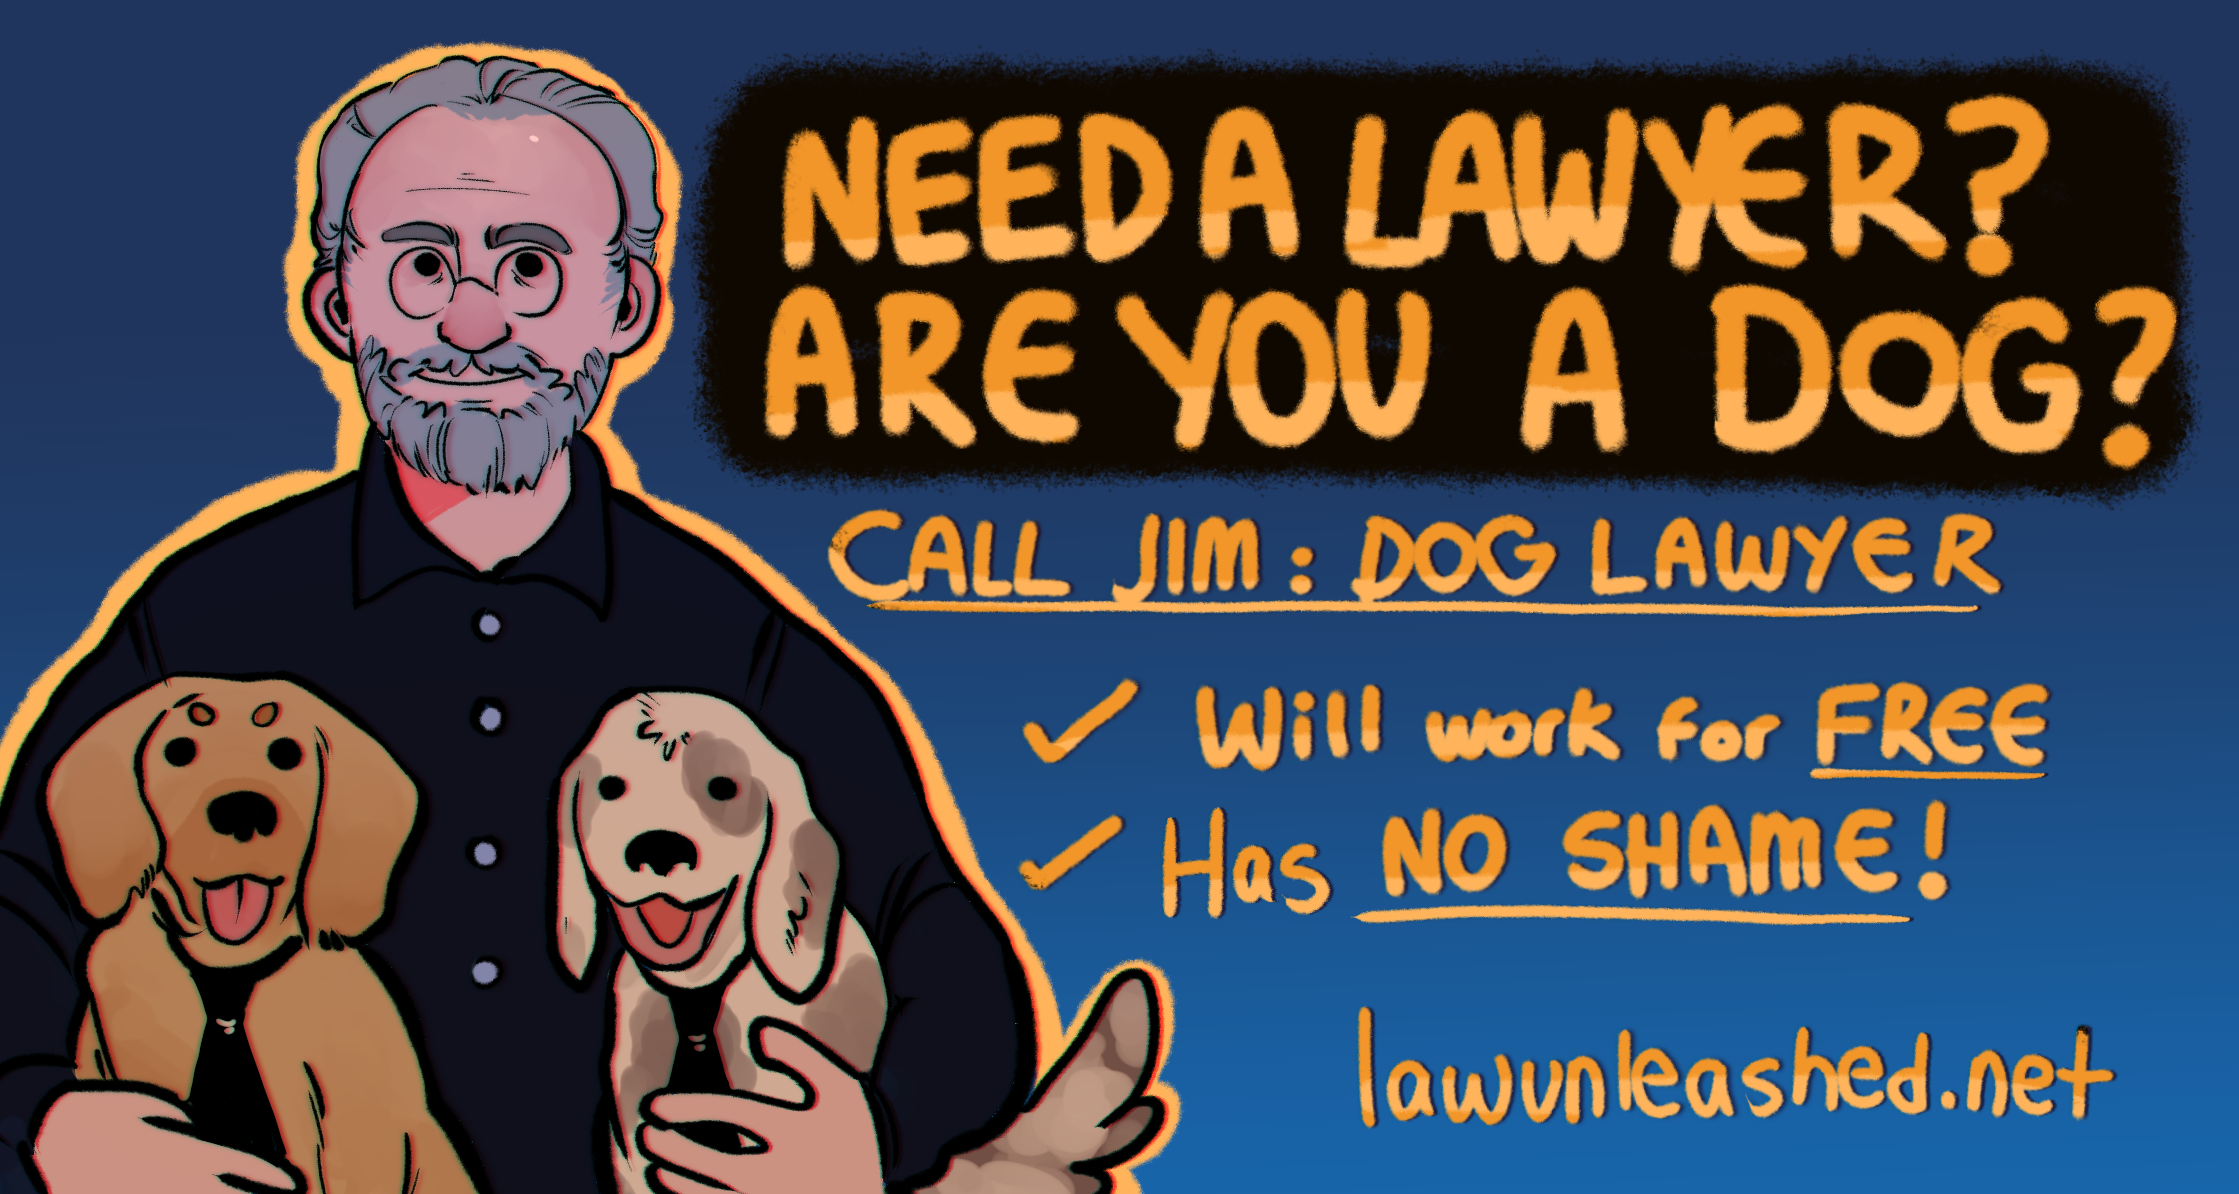 NEED A LAWYER?
ARE YOU A DOG?
CALL JIM: DOG LAWYER
✓ Will work for FREE
✓ Has NO SHAME!
lawunleashed.net